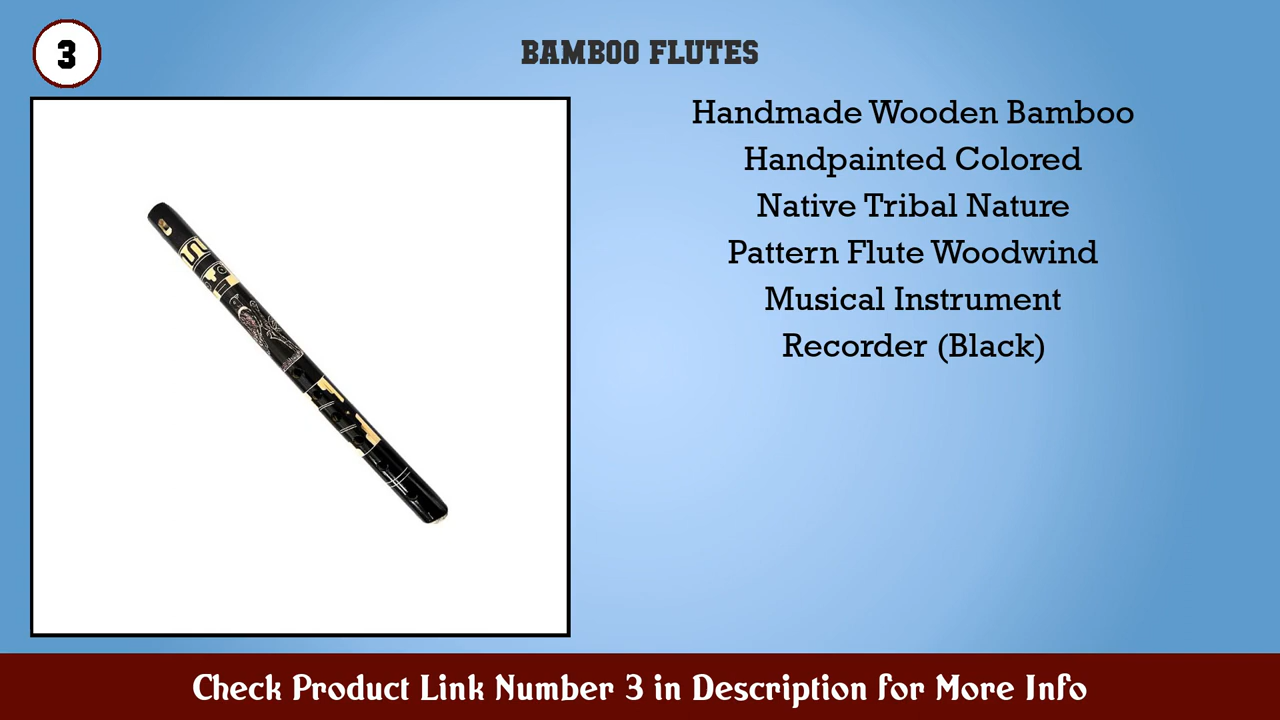 3
BAMBOO FLUTES
Handmade Wooden Bamboo
Handpainted Colored
Native Tribal Nature
Pattern Flute Woodwind
Musical Instrument
Recorder (Black)
Check Product Link Number 3 in Description for More Info